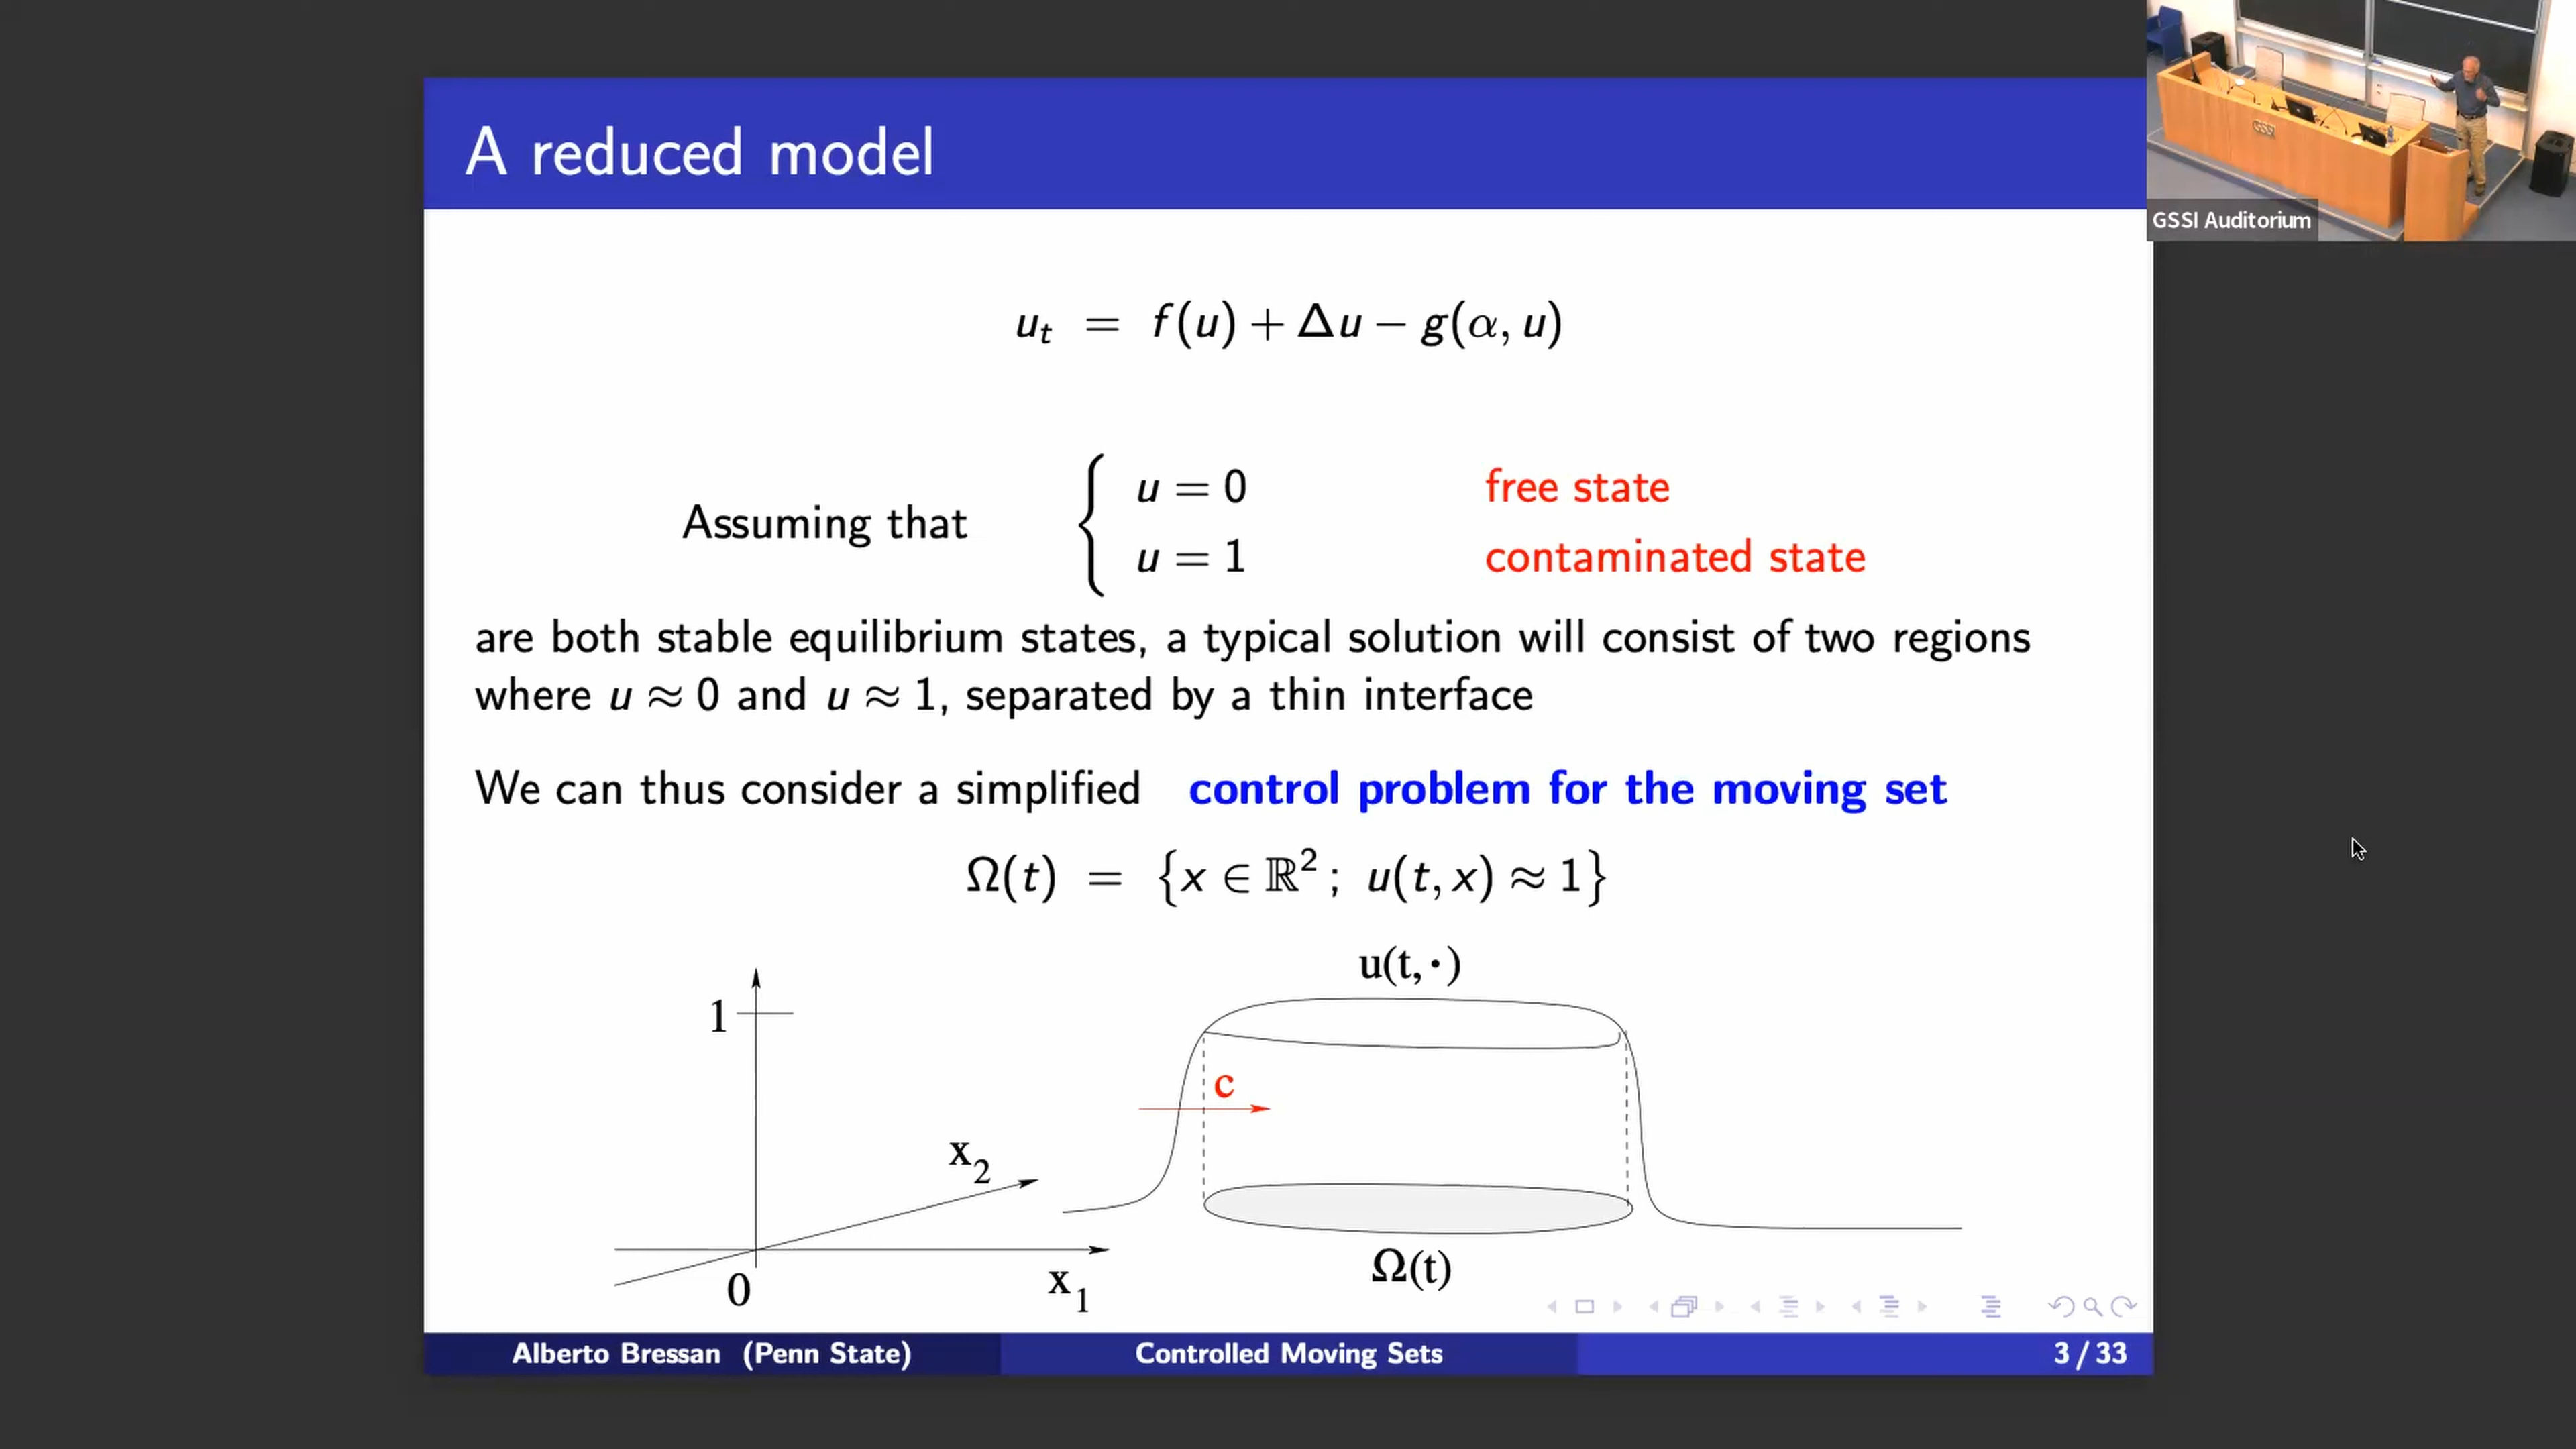 A reduced model
u_t = f(u) + Δu − g(α, u)
Assuming that { u = 0 free state
u = 1 contaminated state
are both stable equilibrium states, a typical solution will consist of two regions
where u ≈ 0 and u ≈ 1, separated by a thin interface
We can thus consider a simplified control problem for the moving set
Ω(t) = {x ∈ ℝ² ; u(t, x) ≈ 1}
u(t,·)
1
c
x₂
0
x₁
Ω(t)
Alberto Bressan (Penn State)
Controlled Moving Sets
3 / 33
GSSI Auditorium
GSSI